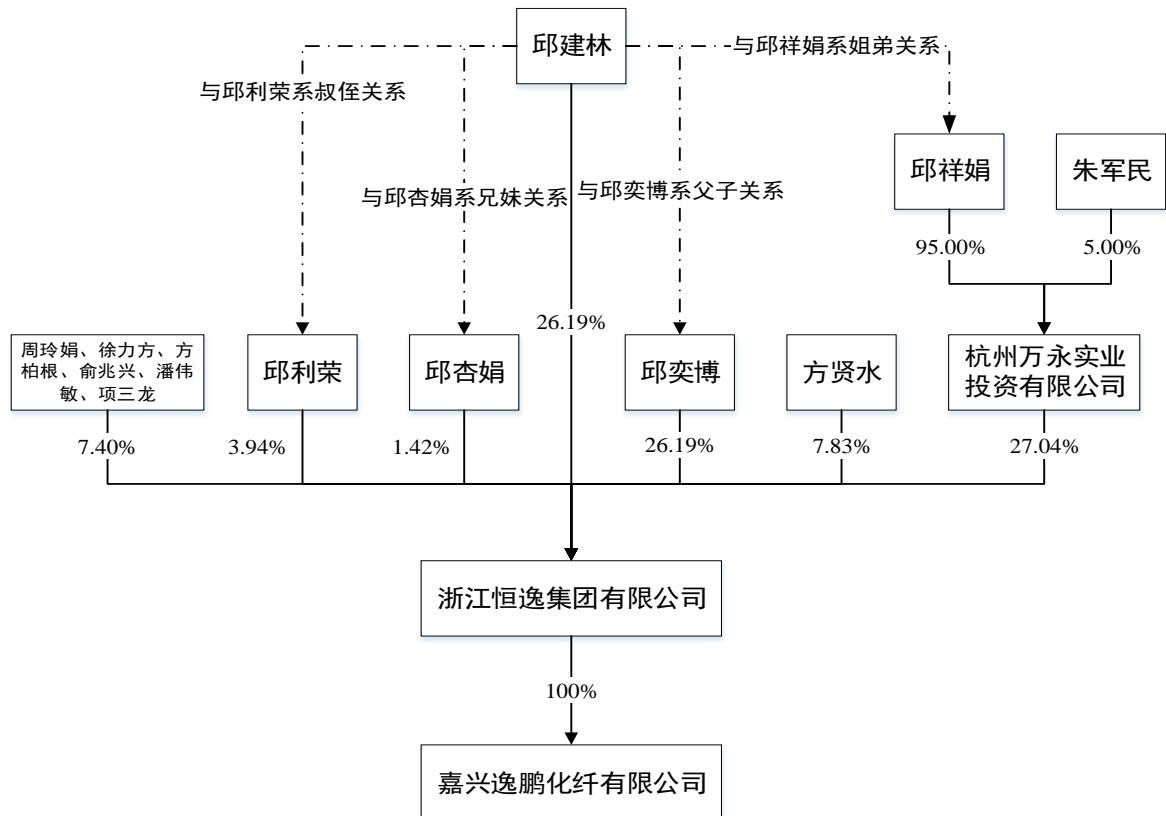 邱建林
与邱祥娟系姐弟关系
与邱利荣系叔侄关系
邱祥娟
朱军民
与邱杏娟系兄妹关系
与邱奕博系父子关系
95.00%
5.00%
26.19%
周玲娟、徐力方、方
柏根、俞兆兴、潘伟
敏、项三龙
邱利荣
邱杏娟
邱奕博
方贤水
杭州万永实业
投资有限公司
7.40%
3.94%
1.42%
26.19%
7.83%
27.04%
浙江恒逸集团有限公司
100%
嘉兴逸鹏化纤有限公司